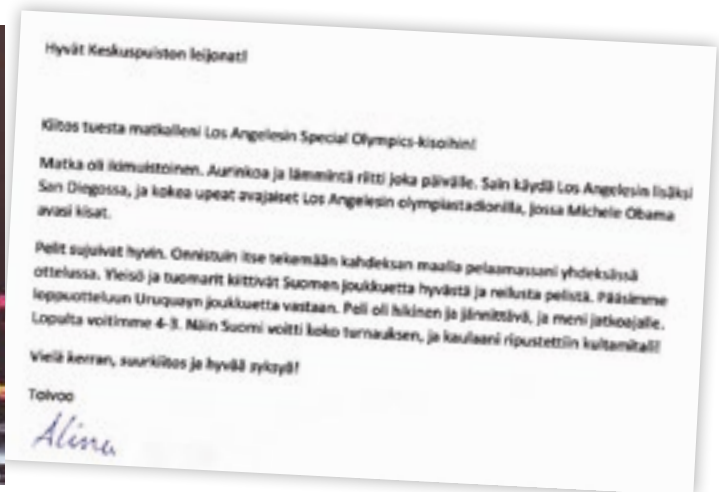 Hyvät Keskuspuiston leijonat!
Kiitos tuesta matkalleni Los Angelesin Special Olympics-kisoihin!
Matka oli ikimuistoinen. Aurinkoa ja lämmintä riitti joka päivälle. Sain käydä Los Angelesin lisäksi
San Diegossa, ja kokea upeat avajaiset Los Angelesin olympiastadionilla, jossa Michele Obama
avasi kisat.
Pelit sujuivat hyvin. Onnistuin itse tekemään kahdeksan maalia pelaamassani yhdeksässä
ottelussa. Yleisö ja tuomarit kiittivät Suomen joukkuetta hyvästä ja reilusta pelistä. Pääsimme
loppuotteluun Uruguayn joukkuetta vastaan. Peli oli hikinen ja jännittävä, ja meni jatkoajalle.
Lopulta voitimme 4-3. Näin Suomi voitti koko turnauksen, ja kaulaani ripustettiin kultamitali!
Vielä kerran, suurkiitos ja hyvää syksyä!
Toivoo
Alina